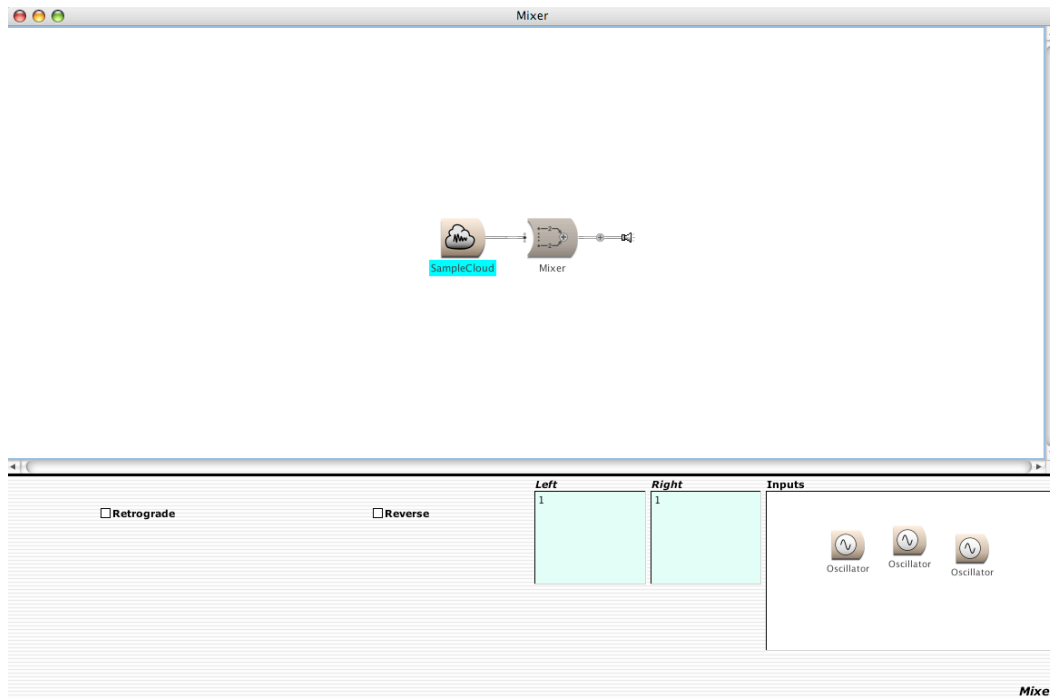 Mixer
SampleCloud
Mixer
Retrograde
Reverse
Left
1
Right
1
Inputs
Oscillator
Oscillator
Oscillator
Mixe